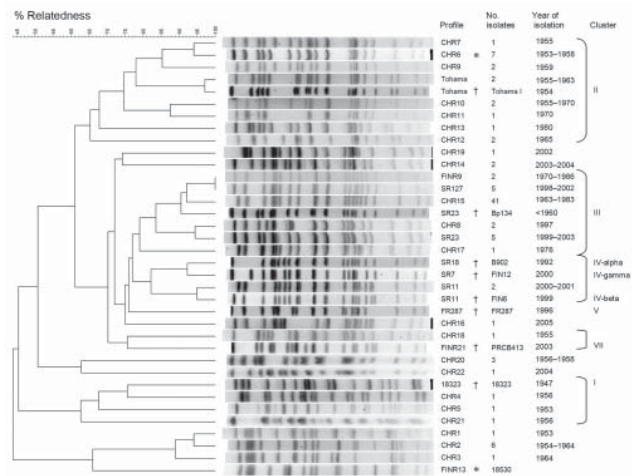 % Relatedness
Profile No. isolates Year of isolation Cluster
CHR7 1 1955
CHR6 * 7 1953–1958
CHR9 2 1959
Tohama 2 1955–1963
Tohama † Tohama I 1954 II
CHR10 2 1955–1970
CHR11 1 1970
CHR13 1 1980
CHR12 2 1965
CHR19 1 2002
CHR14 2 2003–2004
FINR9 2 1970–1986
SR127 5 1998–2002
CHR15 41 1963–1983
SR23 † Bp134 <1960 III
CHR8 2 1997
SR23 5 1999–2003
CHR17 1 1978
SR18 † B902 1992 IV-alpha
SR7 † FIN12 2000 IV-gamma
SR11 2 2000–2001
SR11 † FIN6 1999 IV-beta
FR287 † FR287 1996 V
CHR16 1 2005
CHR18 1 1955
FINR21 † PRCB413 2003 VII
CHR20 3 1956–1958
CHR22 1 2004
18323 † 18323 1947 I
CHR4 1 1956
CHR5 1 1953
CHR21 1 1956
CHR1 1 1953
CHR2 6 1954–1964
CHR3 1 1964
FINR13 * 18530